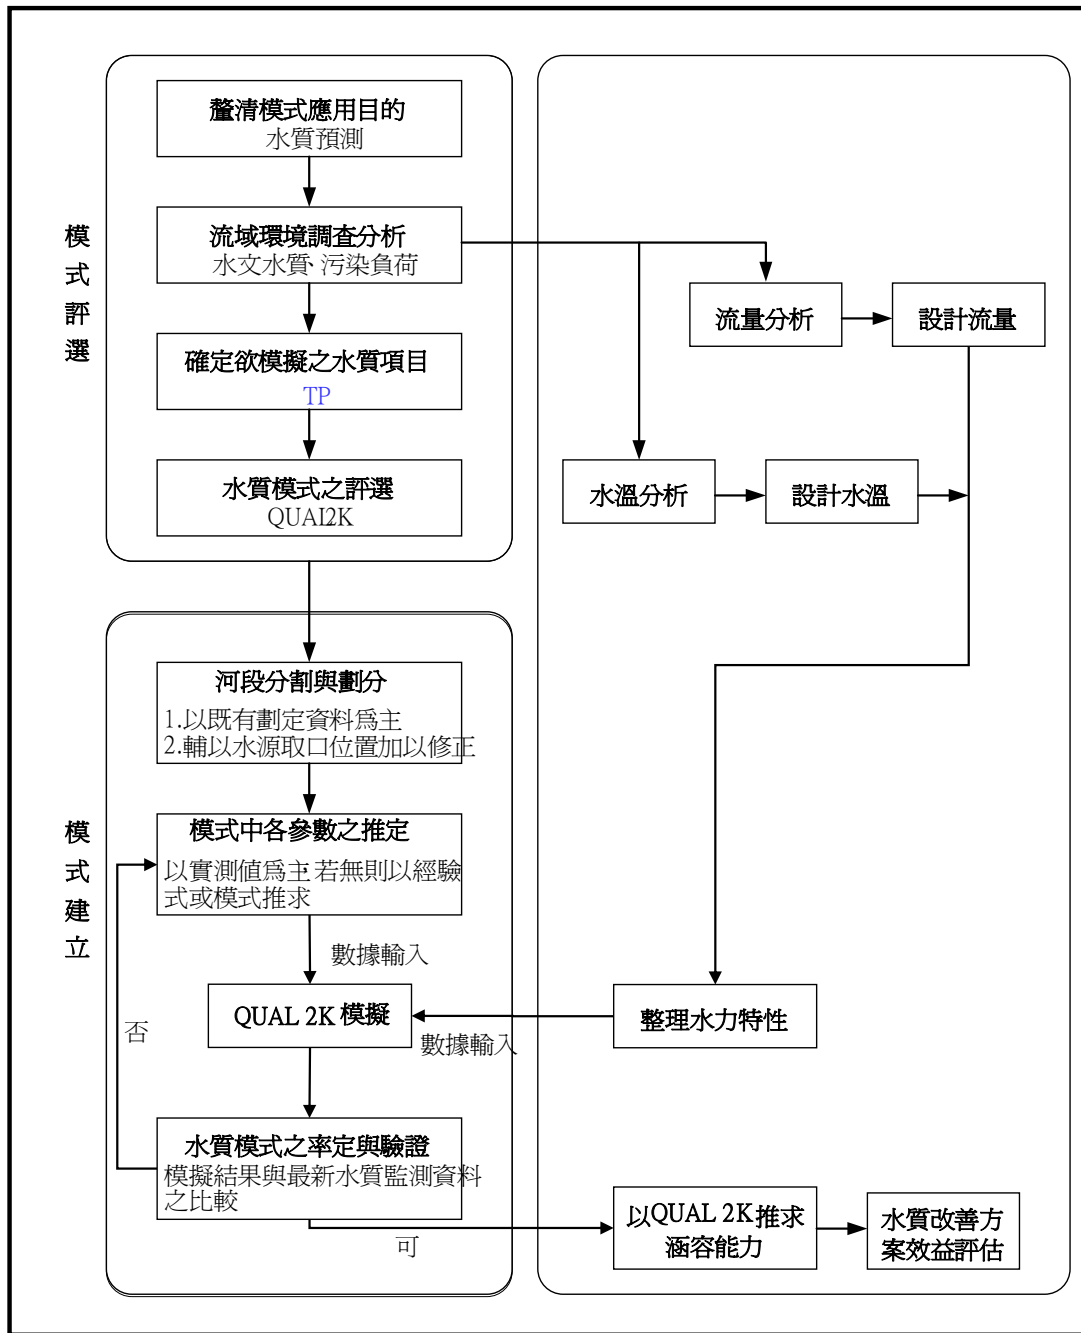 模式評選
釐清模式應用目的
水質預測
流域環境調查分析
水文水質、污染負荷
確定欲模擬之水質項目
TP
水質模式之評選
QUAL2K
流量分析
設計流量
水溫分析
設計水溫
模式建立
河段分割與劃分
1.以既有劃定資料為主
2.輔以水源取口位置加以修正
模式中各參數之推定
以實測值為主,若無則以經驗
式或模式推求
數據輸入
QUAL 2K 模擬
數據輸入
整理水力特性
否
水質模式之率定與驗證
模擬結果與最新水質監測資料
之比較
可
以QUAL 2K推求
涵容能力
水質改善方
案效益評估